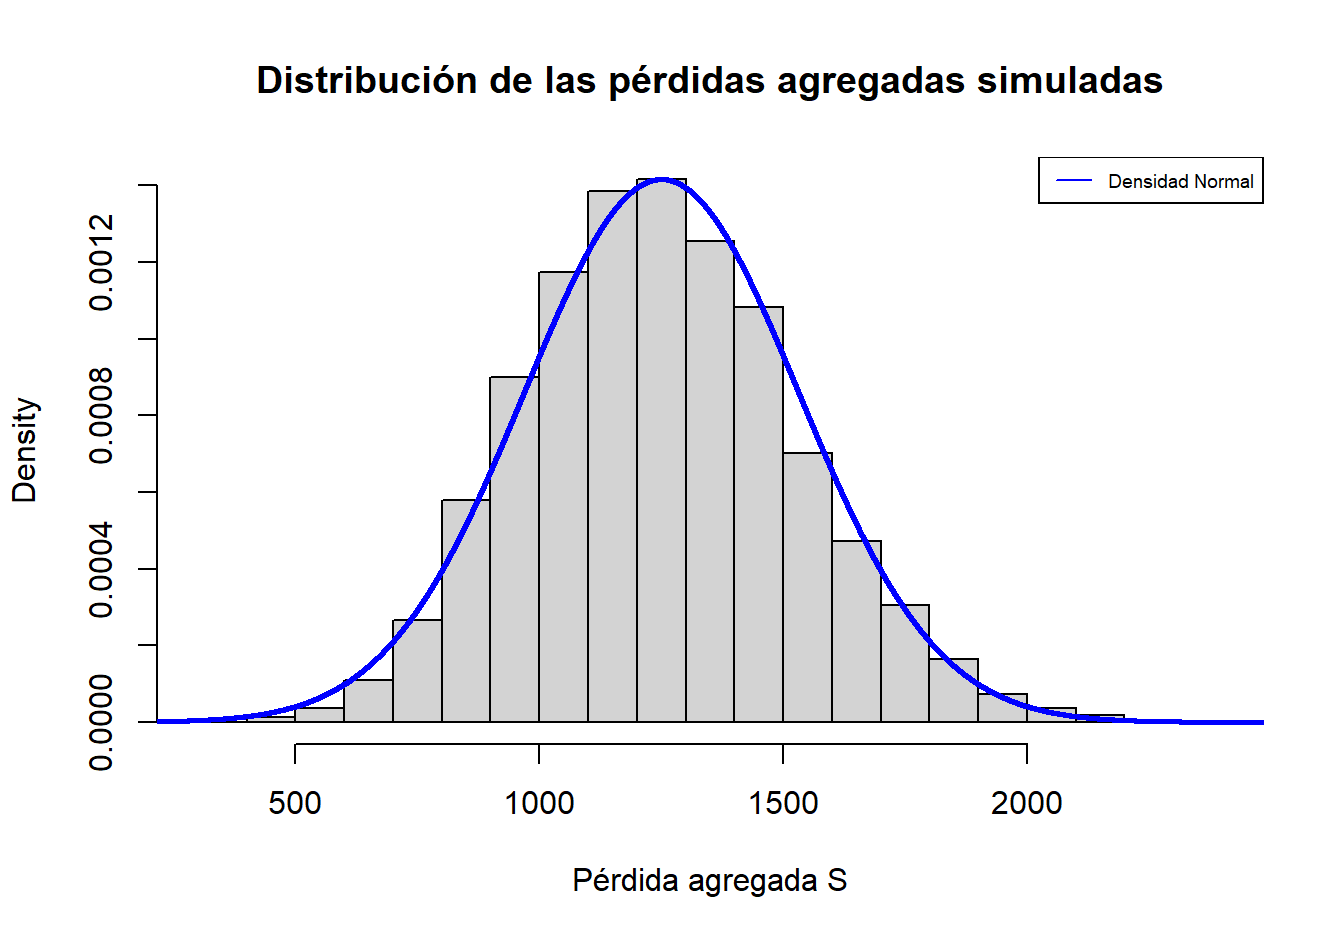 Distribución de las pérdidas agregadas simuladas
Densidad Normal
Density
0.0000
0.0004
0.0008
0.0012
500 1000 1500 2000
Pérdida agregada S